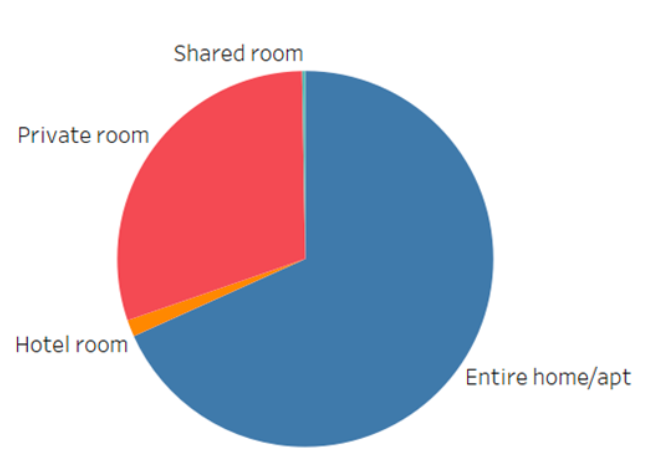 Shared room
Private room
Hotel room
Entire home/apt